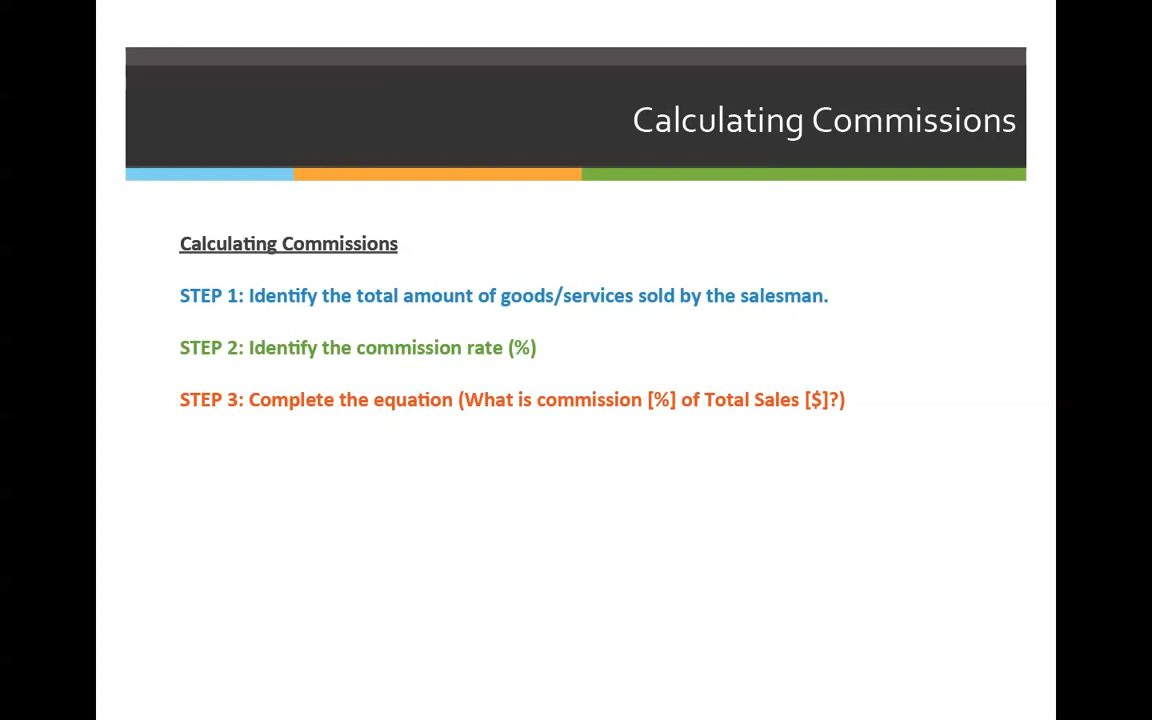 Calculating Commissions
Calculating Commissions
STEP 1: Identify the total amount of goods/services sold by the salesman.
STEP 2: Identify the commission rate (%)
STEP 3: Complete the equation (What is commission [%] of Total Sales [$]?)